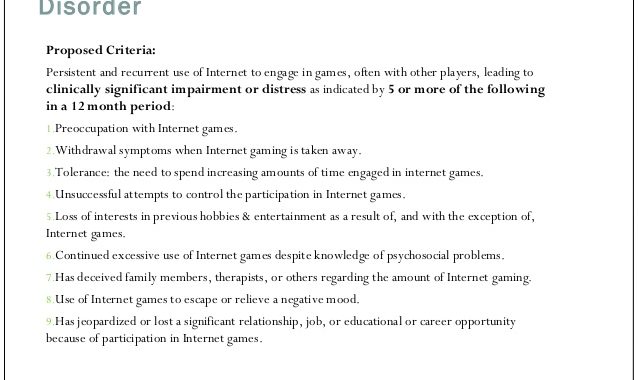 Disorder
Proposed Criteria:
Persistent and recurrent use of Internet to engage in games, often with other players, leading to
clinically significant impairment or distress as indicated by 5 or more of the following
in a 12 month period:
1.Preoccupation with Internet games.
2.Withdrawal symptoms when Internet gaming is taken away.
3.Tolerance: the need to spend increasing amounts of time engaged in internet games.
4.Unsuccessful attempts to control the participation in Internet games.
5.Loss of interests in previous hobbies & entertainment as a result of, and with the exception of,
Internet games.
6.Continued excessive use of Internet games despite knowledge of psychosocial problems.
7.Has deceived family members, therapists, or others regarding the amount of Internet gaming.
8.Use of Internet games to escape or relieve a negative mood.
9.Has jeopardized or lost a significant relationship, job, or educational or career opportunity
because of participation in Internet games.